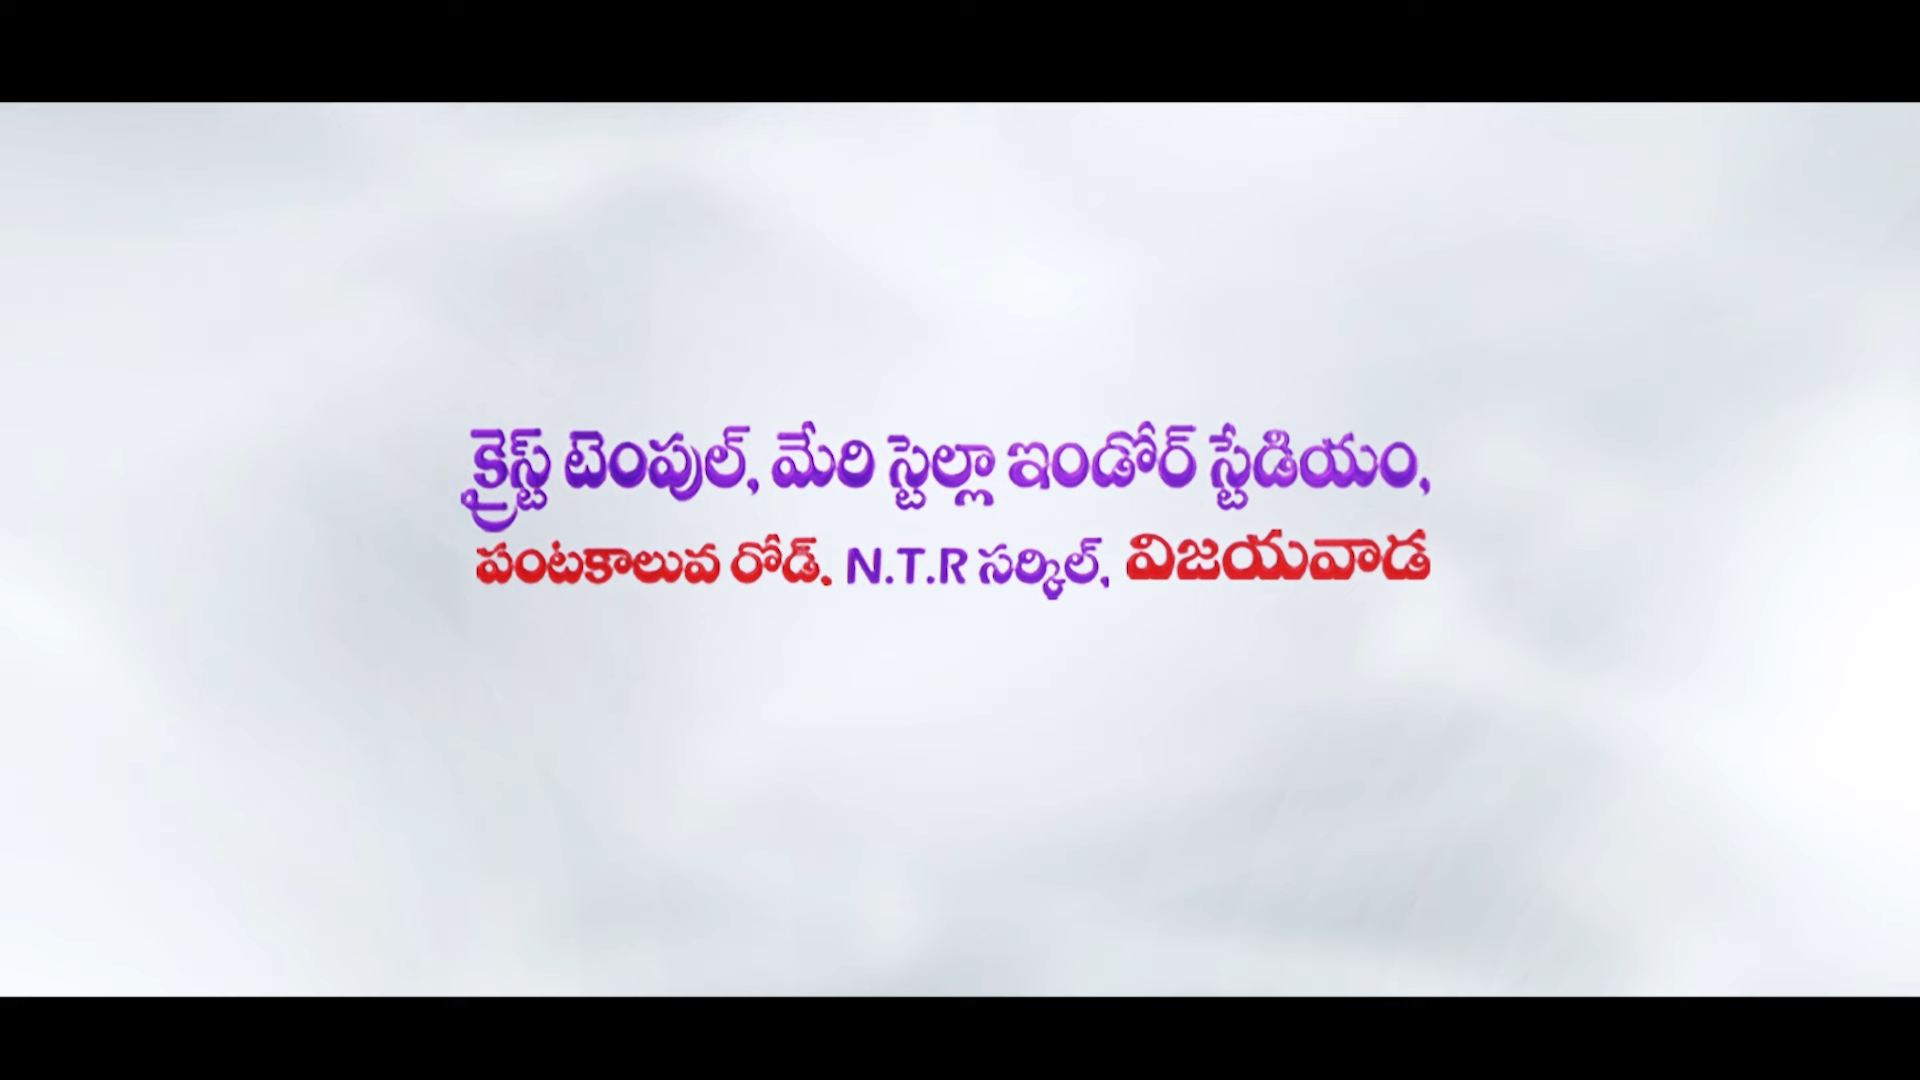 క్రైస్ట్ టెంపుల్, మేరి స్టెల్లా ఇండోర్ స్టేడియం,
పంటకాలువ రోడ్, N.T.R సర్కిల్, విజయవాడ